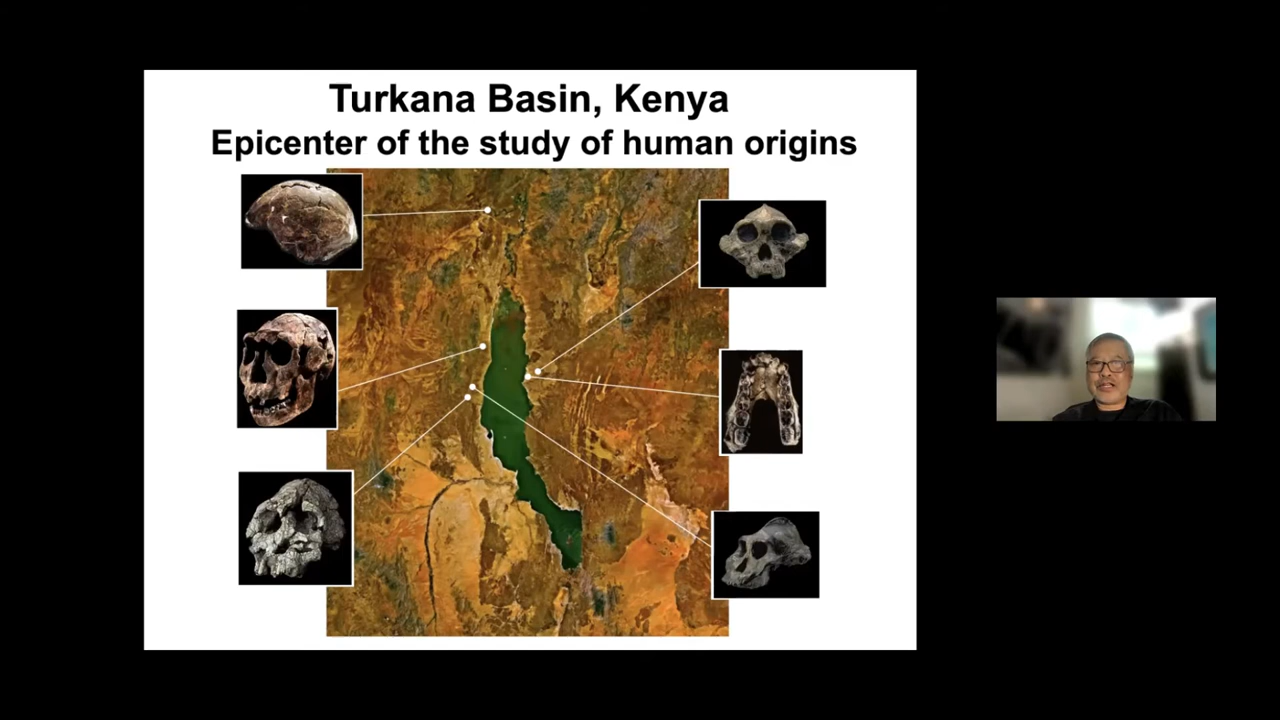 Turkana Basin, Kenya
Epicenter of the study of human origins